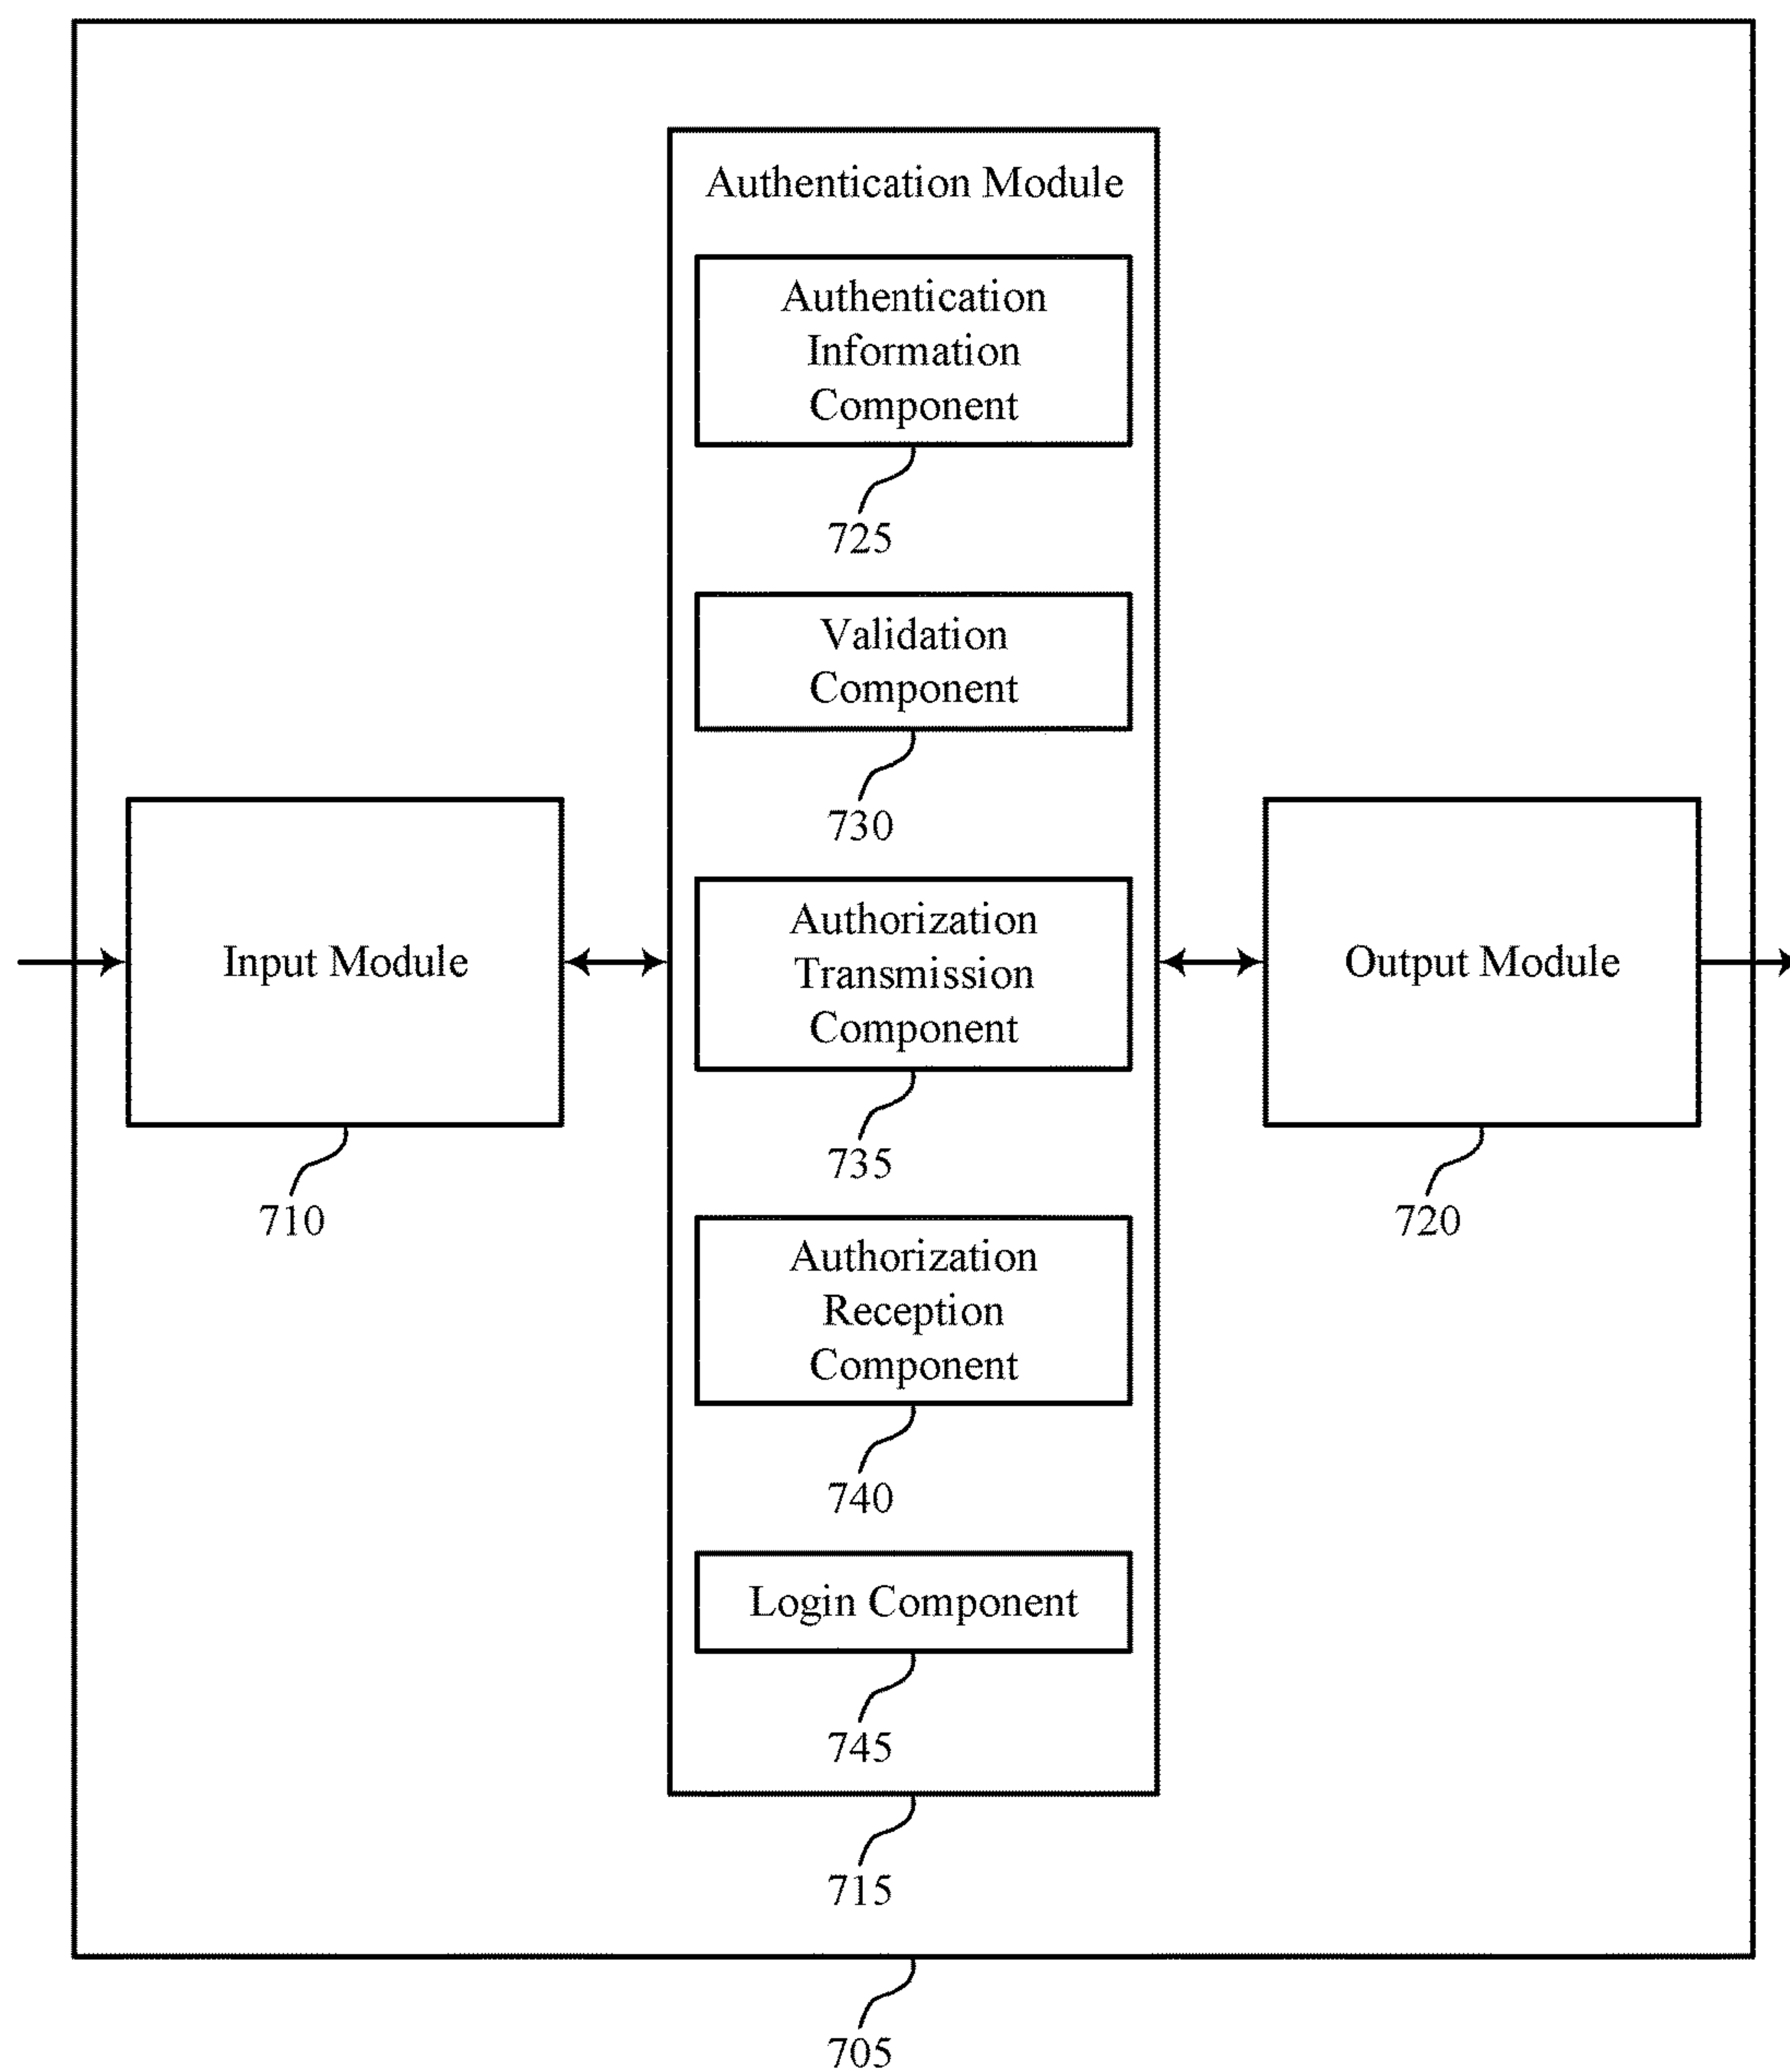 Authentication Module
Authentication
Information
Component
725
Validation
Component
730
Input Module
710
Authorization
Transmission
Component
735
Output Module
720
Authorization
Reception
Component
740
Login Component
745
715
705